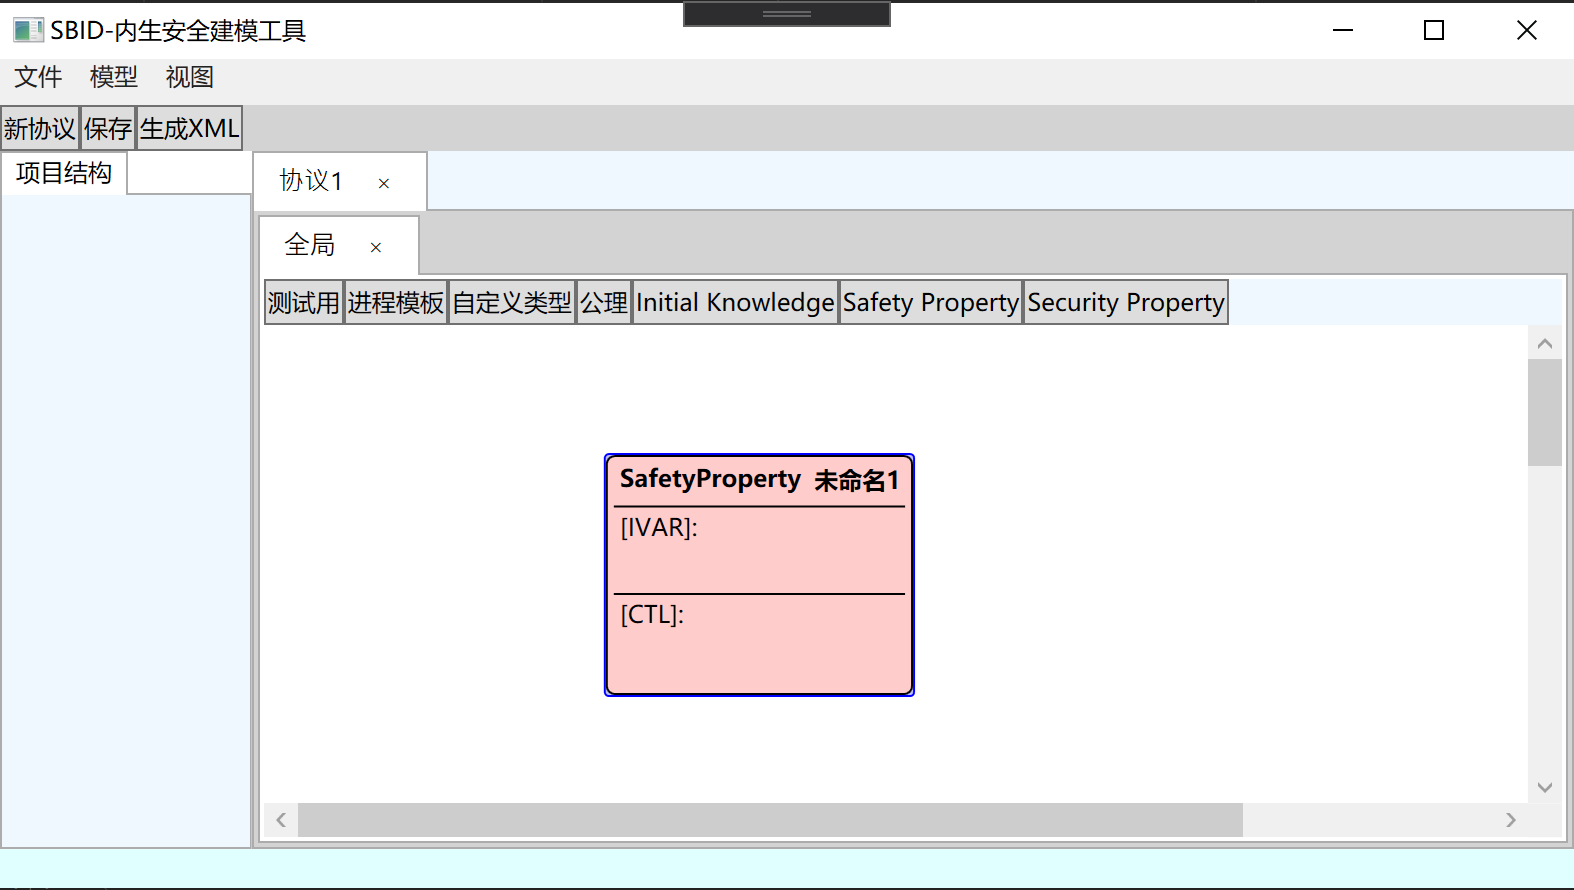 SBID-内生安全建模工具
文件 模型 视图
新协议 保存 生成XML
项目结构
协议1 ×
全局 ×
测试用 进程模板 自定义类型 公理 Initial Knowledge Safety Property Security Property
SafetyProperty 未命名1
[IVAR]:
[CTL]: